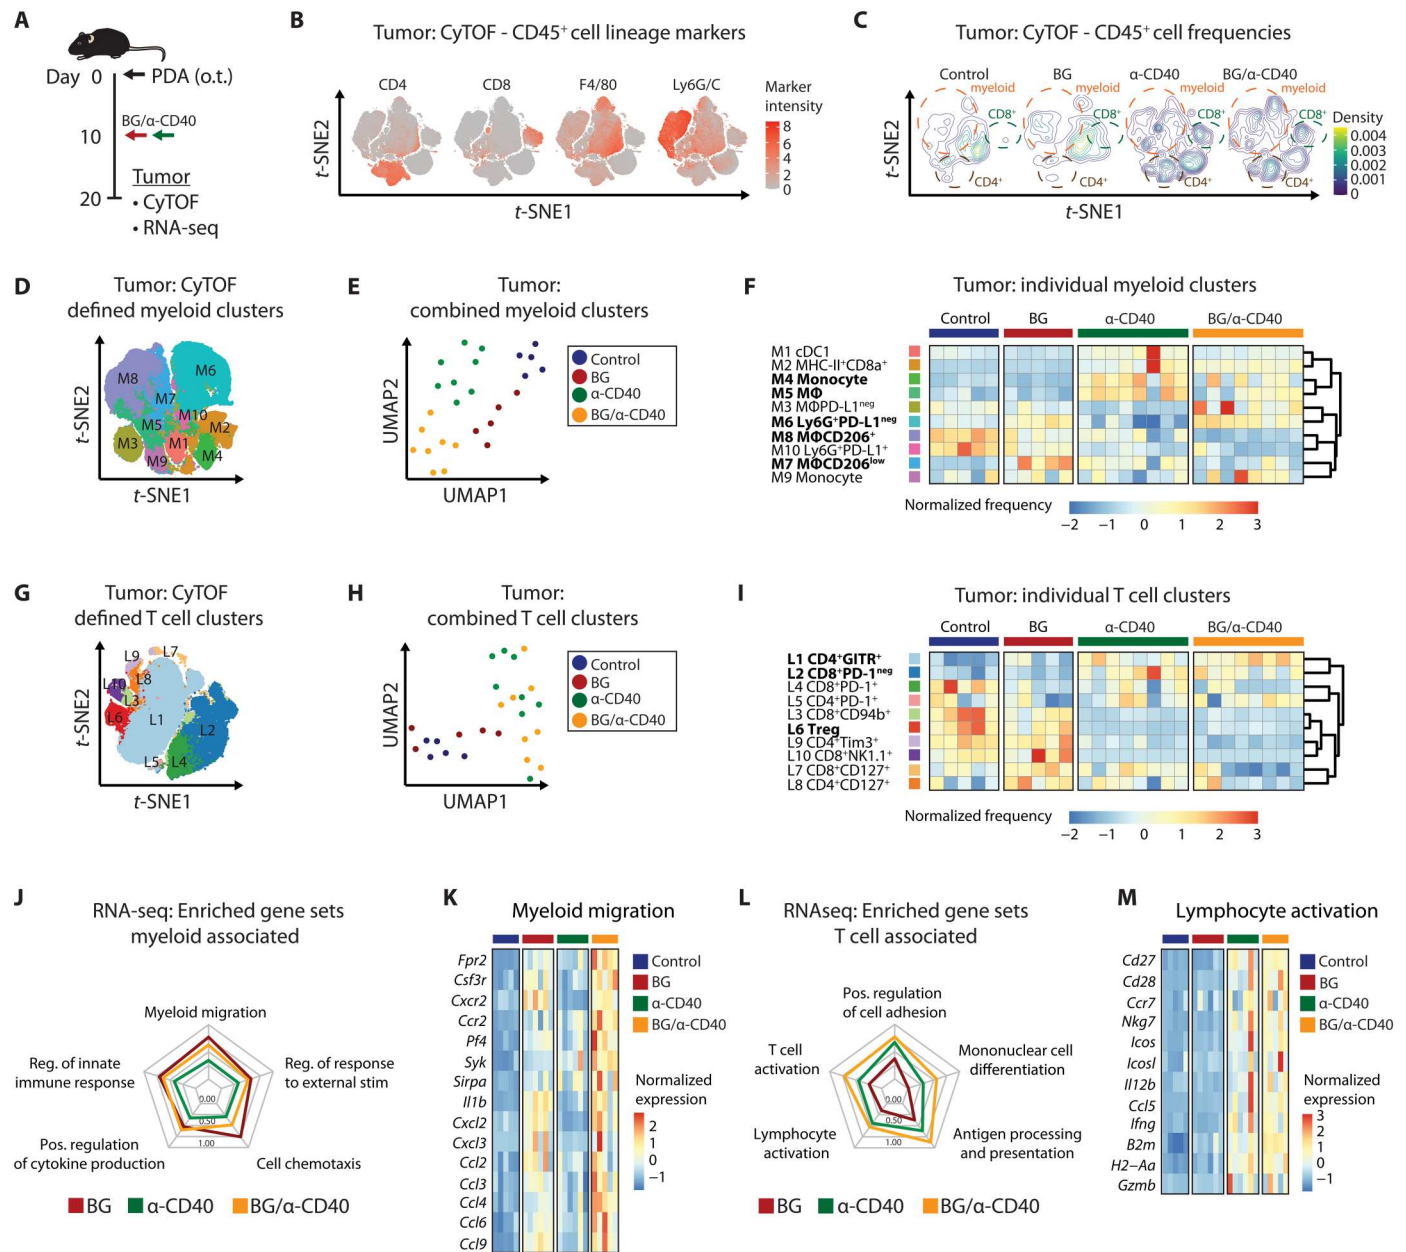 A
Day 0
PDA (o.t.)
BG/α-CD40
10
Tumor
• CyTOF
• RNA-seq
20
B
Tumor: CyTOF - CD45+ cell lineage markers
CD4
CD8
F4/80
Ly6G/C
Marker
intensity
8
6
4
2
0
t-SNE2
t-SNE1
C
Tumor: CyTOF - CD45+ cell frequencies
Control
BG
α-CD40
BG/α-CD40
myeloid
myeloid
myeloid
CD8+
CD8+
CD8+
CD4+
CD4+
CD4+
Density
0.004
0.003
0.002
0.001
0
t-SNE2
t-SNE1
D
Tumor: CyTOF
defined myeloid clusters
M8
M6
M7
M10
M5
M2
M3
M1
M9
M4
t-SNE2
t-SNE1
E
Tumor:
combined myeloid clusters
Control
BG
α-CD40
BG/α-CD40
UMAP2
UMAP1
F
Tumor: individual myeloid clusters
Control
BG
α-CD40
BG/α-CD40
M1 cDC1
M2 MHC-II+CD8a+
M4 Monocyte
M5 MΦ
M3 MΦPD-L1neg
M6 Ly6G+PD-L1neg
M8 MΦCD206+
M10 Ly6G+PD-L1+
M7 MΦCD206low
M9 Monocyte
Normalized frequency
−2 −1 0 1 2 3
G
Tumor: CyTOF
defined T cell clusters
L9
L7
L10
L8
L3
L6
L1
L2
L5
L4
t-SNE2
t-SNE1
H
Tumor:
combined T cell clusters
Control
BG
α-CD40
BG/α-CD40
UMAP2
UMAP1
I
Tumor: individual T cell clusters
Control
BG
α-CD40
BG/α-CD40
L1 CD4+GITR+
L2 CD8+PD-1neg
L4 CD8+PD-1+
L5 CD4+PD-1+
L3 CD8+CD94b+
L6 Treg
L9 CD4+Tim3+
L10 CD8+NK1.1+
L7 CD8+CD127+
L8 CD4+CD127+
Normalized frequency
−2 −1 0 1 2 3
J
RNA-seq: Enriched gene sets
myeloid associated
Myeloid migration
Reg. of innate
immune response
Reg. of response
to external stim
0.00
0.50
1.00
Pos. regulation
of cytokine production
Cell chemotaxis
BG
α-CD40
BG/α-CD40
K
Myeloid migration
Fpr2
Csf3r
Cxcr2
Ccr2
Pf4
Syk
Sirpa
Il1b
Cxcl2
Cxcl3
Ccl2
Ccl3
Ccl4
Ccl6
Ccl9
Control
BG
α-CD40
BG/α-CD40
Normalized
expression
2
1
0
−1
L
RNAseq: Enriched gene sets
T cell associated
Pos. regulation
of cell adhesion
T cell
activation
Mononuclear cell
differentiation
0.00
0.50
1.00
Lymphocyte
activation
Antigen processing
and presentation
BG
α-CD40
BG/α-CD40
M
Lymphocyte activation
Cd27
Cd28
Ccr7
Nkg7
Icos
Icosl
Il12b
Ccl5
Ifng
B2m
H2−Aa
Gzmb
Control
BG
α-CD40
BG/α-CD40
Normalized
expression
3
2
1
0
−1